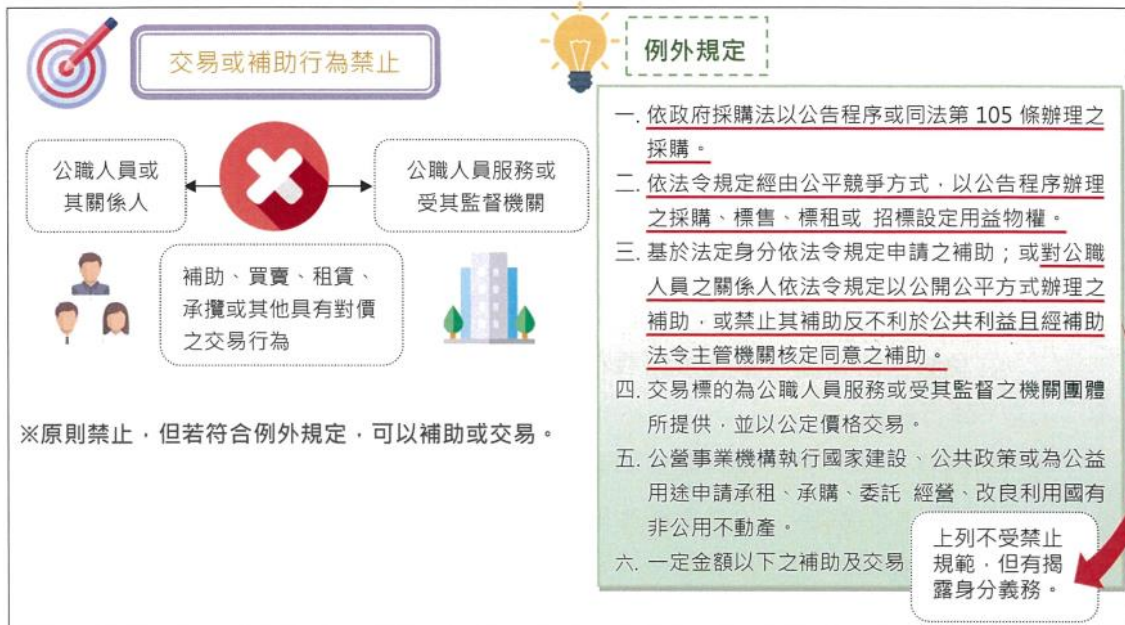 交易或補助行為禁止
公職人員或
其關係人
公職人員服務或
受其監督機關
補助、買賣、租賃、
承攬或其他具有對價
之交易行為
※原則禁止，但若符合例外規定，可以補助或交易。
例外規定
一. 依政府採購法以公告程序或同法第 105 條辦理之
採購。
二. 依法令規定經由公平競爭方式，以公告程序辦理
之採購、標售、標租或 招標設定用益物權。
三. 基於法定身分依法令規定申請之補助；或對公職
人員之關係人依法令規定以公開公平方式辦理之
補助，或禁止其補助反不利於公共利益且經補助
法令主管機關核定同意之補助。
四. 交易標的為公職人員服務或受其監督之機關團體
所提供，並以公定價格交易。
五. 公營事業機構執行國家建設、公共政策或為公益
用途申請承租、承購、委託 經營、改良利用國有
非公用不動產。
六. 一定金額以下之補助及交易
上列不受禁止
規範，但有揭
露身分義務。